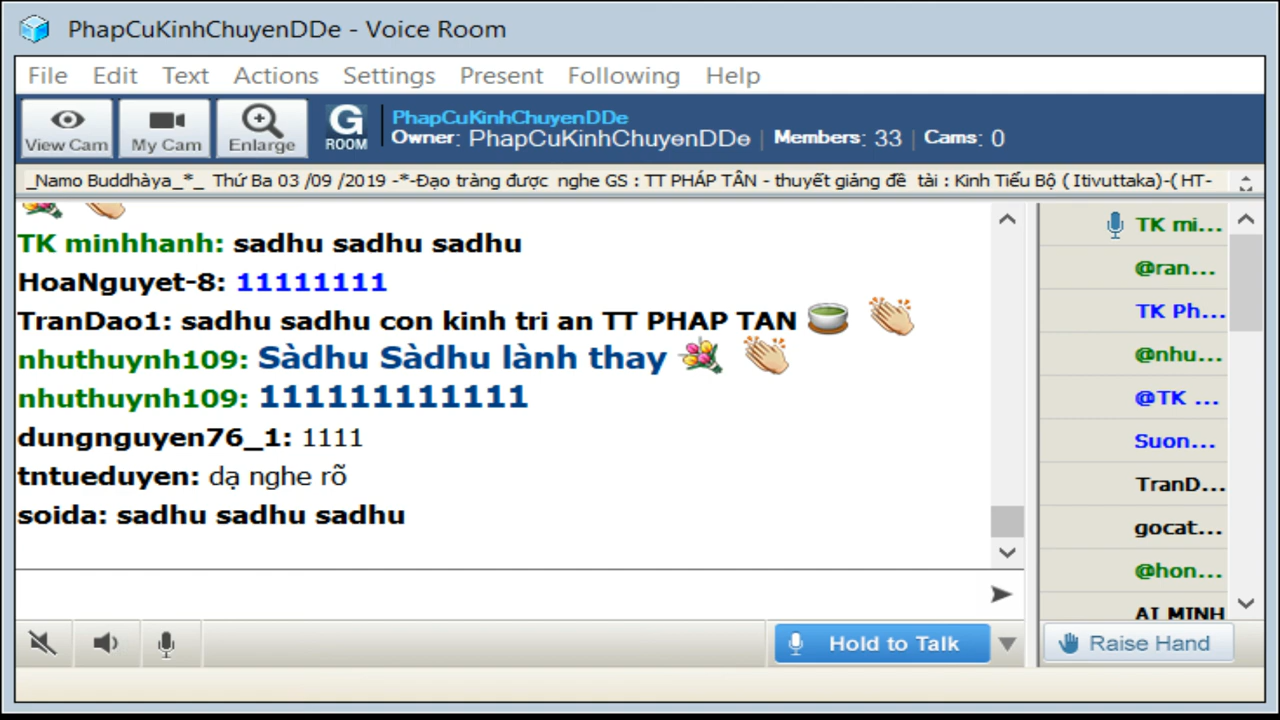 PhapCuKinhChuyenDDe - Voice Room
File Edit Text Actions Settings Present Following Help
View Cam My Cam Enlarge G ROOM
PhapCuKinhChuyenDDe
Owner: PhapCuKinhChuyenDDe | Members: 33 | Cams: 0
_Namo Buddhàya_*_ Thứ Ba 03 /09 /2019 -*-Đạo tràng được nghe GS : TT PHÁP TÂN - thuyết giảng đề tài : Kinh Tiểu Bộ ( Itivuttaka)-( HT-
TK minhhanh: sadhu sadhu sadhu
HoaNguyet-8: 11111111
TranDao1: sadhu sadhu con kinh tri an TT PHAP TAN
nhuthuynh109: Sàdhu Sàdhu lành thay
nhuthuynh109: 111111111111
dungnguyen76_1: 1111
tntueduyen: dạ nghe rõ
soida: sadhu sadhu sadhu
TK mi...
@ran...
TK Ph...
@nhu...
@TK ...
Suon...
TranD...
gocat...
@hon...
AI MINH
Hold to Talk
Raise Hand